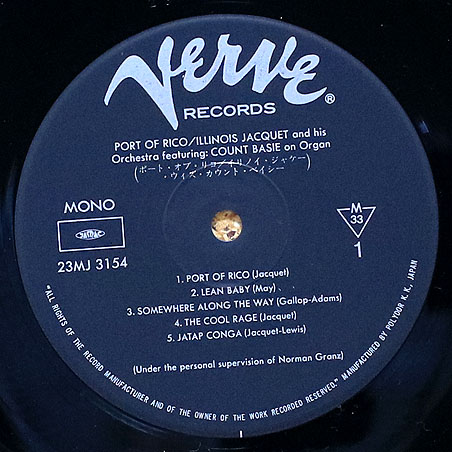 Verve®
RECORDS
PORT OF RICO/ILLINOIS JACQUET and his
Orchestra featuring: COUNT BASIE on Organ
(ポート・オブ・リコ/イリノイ・ジャケー
・ウィズ・カウント・ベイシー)
MONO
23MJ 3154
M
33
1
1. PORT OF RICO (Jacquet)
2. LEAN BABY (May)
3. SOMEWHERE ALONG THE WAY (Gallop-Adams)
4. THE COOL RAGE (Jacquet)
5. JATAP CONGA (Jacquet-Lewis)
(Under the personal supervision of Norman Granz)
"ALL RIGHTS OF THE RECORD MANUFACTURER AND OF THE OWNER OF THE WORK RECORDED RESERVED." MANUFACTURED BY POLYDOR K. K., JAPAN